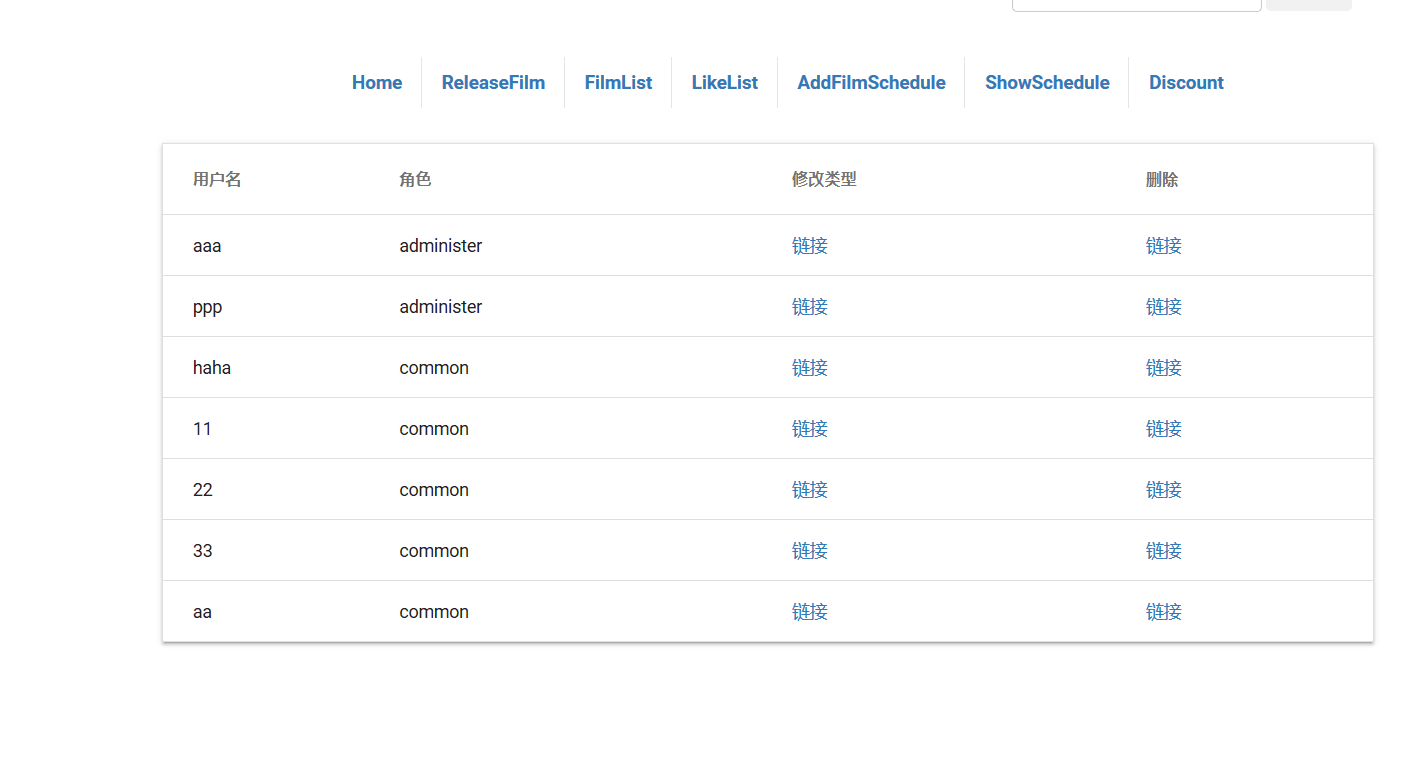 Home ReleaseFilm FilmList LikeList AddFilmSchedule ShowSchedule Discount
用户名 角色 修改类型 删除
aaa administer 链接 链接
ppp administer 链接 链接
haha common 链接 链接
11 common 链接 链接
22 common 链接 链接
33 common 链接 链接
aa common 链接 链接